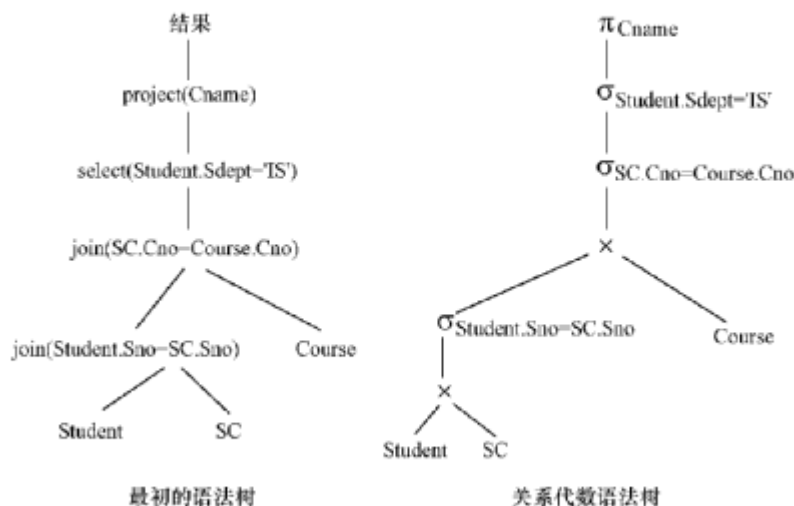 结果
project(Cname)
select(Student.Sdept='IS')
join(SC.Cno=Course.Cno)
join(Student.Sno=SC.Sno)
Course
Student
SC
最初的语法树
πCname
σStudent.Sdept='IS'
σSC.Cno=Course.Cno
×
σStudent.Sno=SC.Sno
Course
×
Student
SC
关系代数语法树